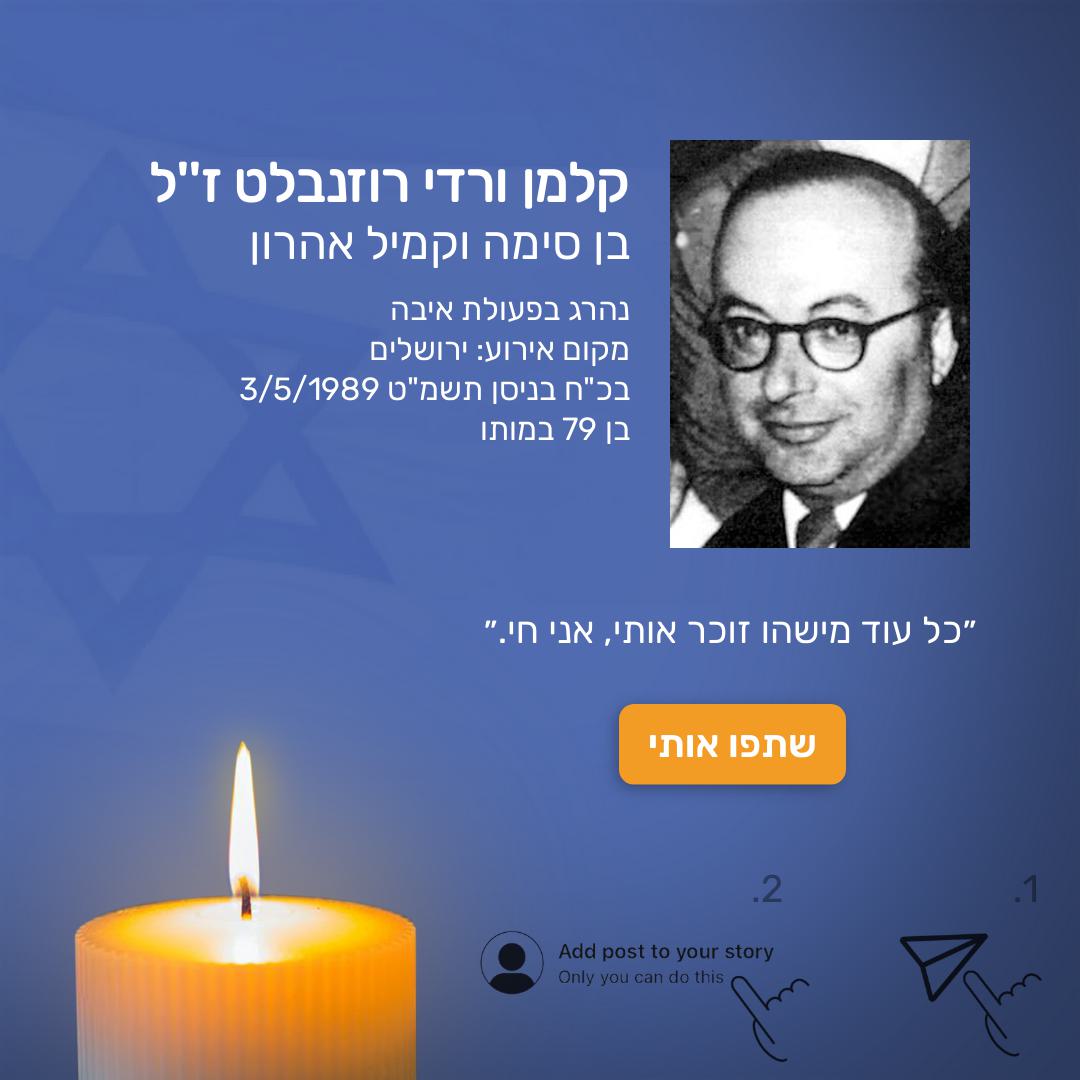 קלמן ורדי רוזנבלט ז"ל
בן סימה וקמיל אהרון
נהרג בפעולת איבה
מקום אירוע: ירושלים
בכ"ח בניסן תשמ"ט 3/5/1989
בן 79 במותו
״כל עוד מישהו זוכר אותי, אני חי.״
שתפו אותי
1.
2.
Add post to your story
Only you can do this